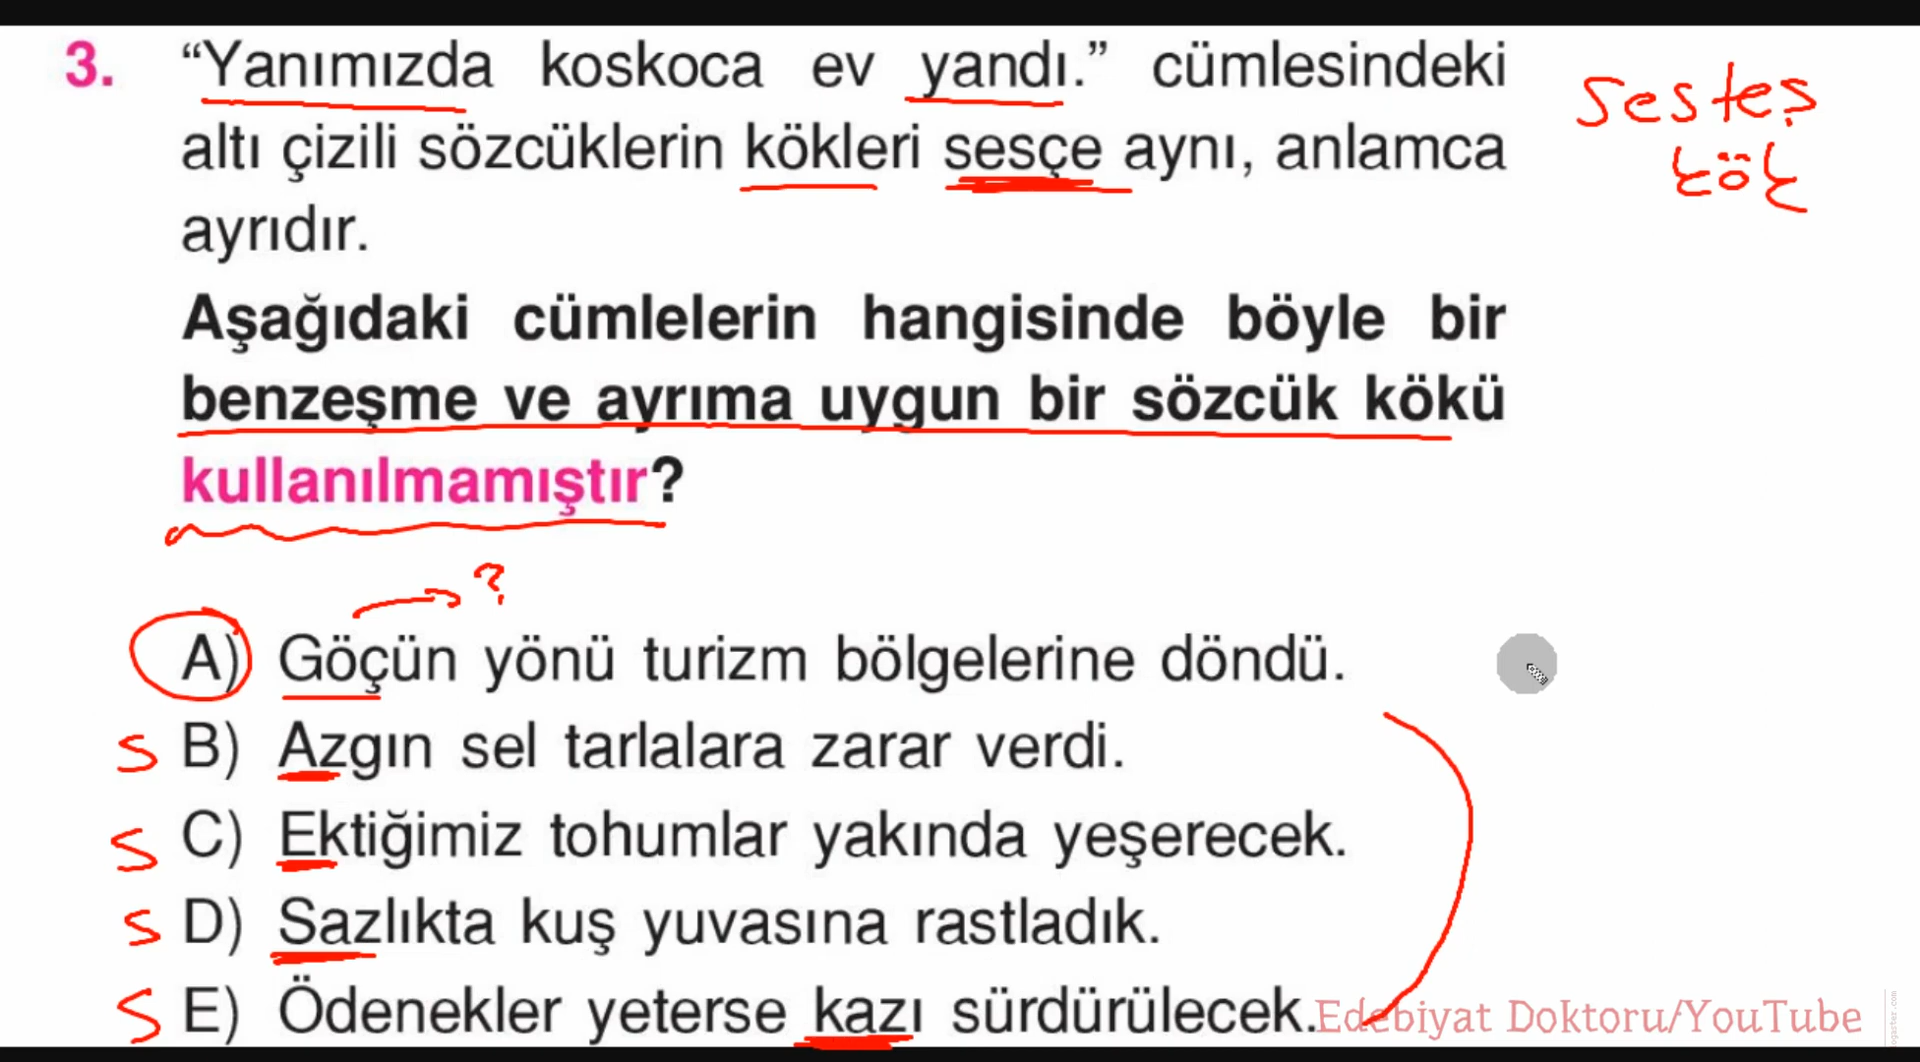 3. “Yanımızda koskoca ev yandı.” cümlesindeki
altı çizili sözcüklerin kökleri sesçe aynı, anlamca
ayrıdır.
sesteş
kök
Aşağıdaki cümlelerin hangisinde böyle bir
benzeşme ve ayrıma uygun bir sözcük kökü
kullanılmamıştır?
?
A) Göçün yönü turizm bölgelerine döndü.
S B) Azgın sel tarlalara zarar verdi.
S C) Ektiğimiz tohumlar yakında yeşerecek.
S D) Sazlıkta kuş yuvasına rastladık.
S E) Ödenekler yeterse kazı sürdürülecek.
Edebiyat Doktoru/YouTube